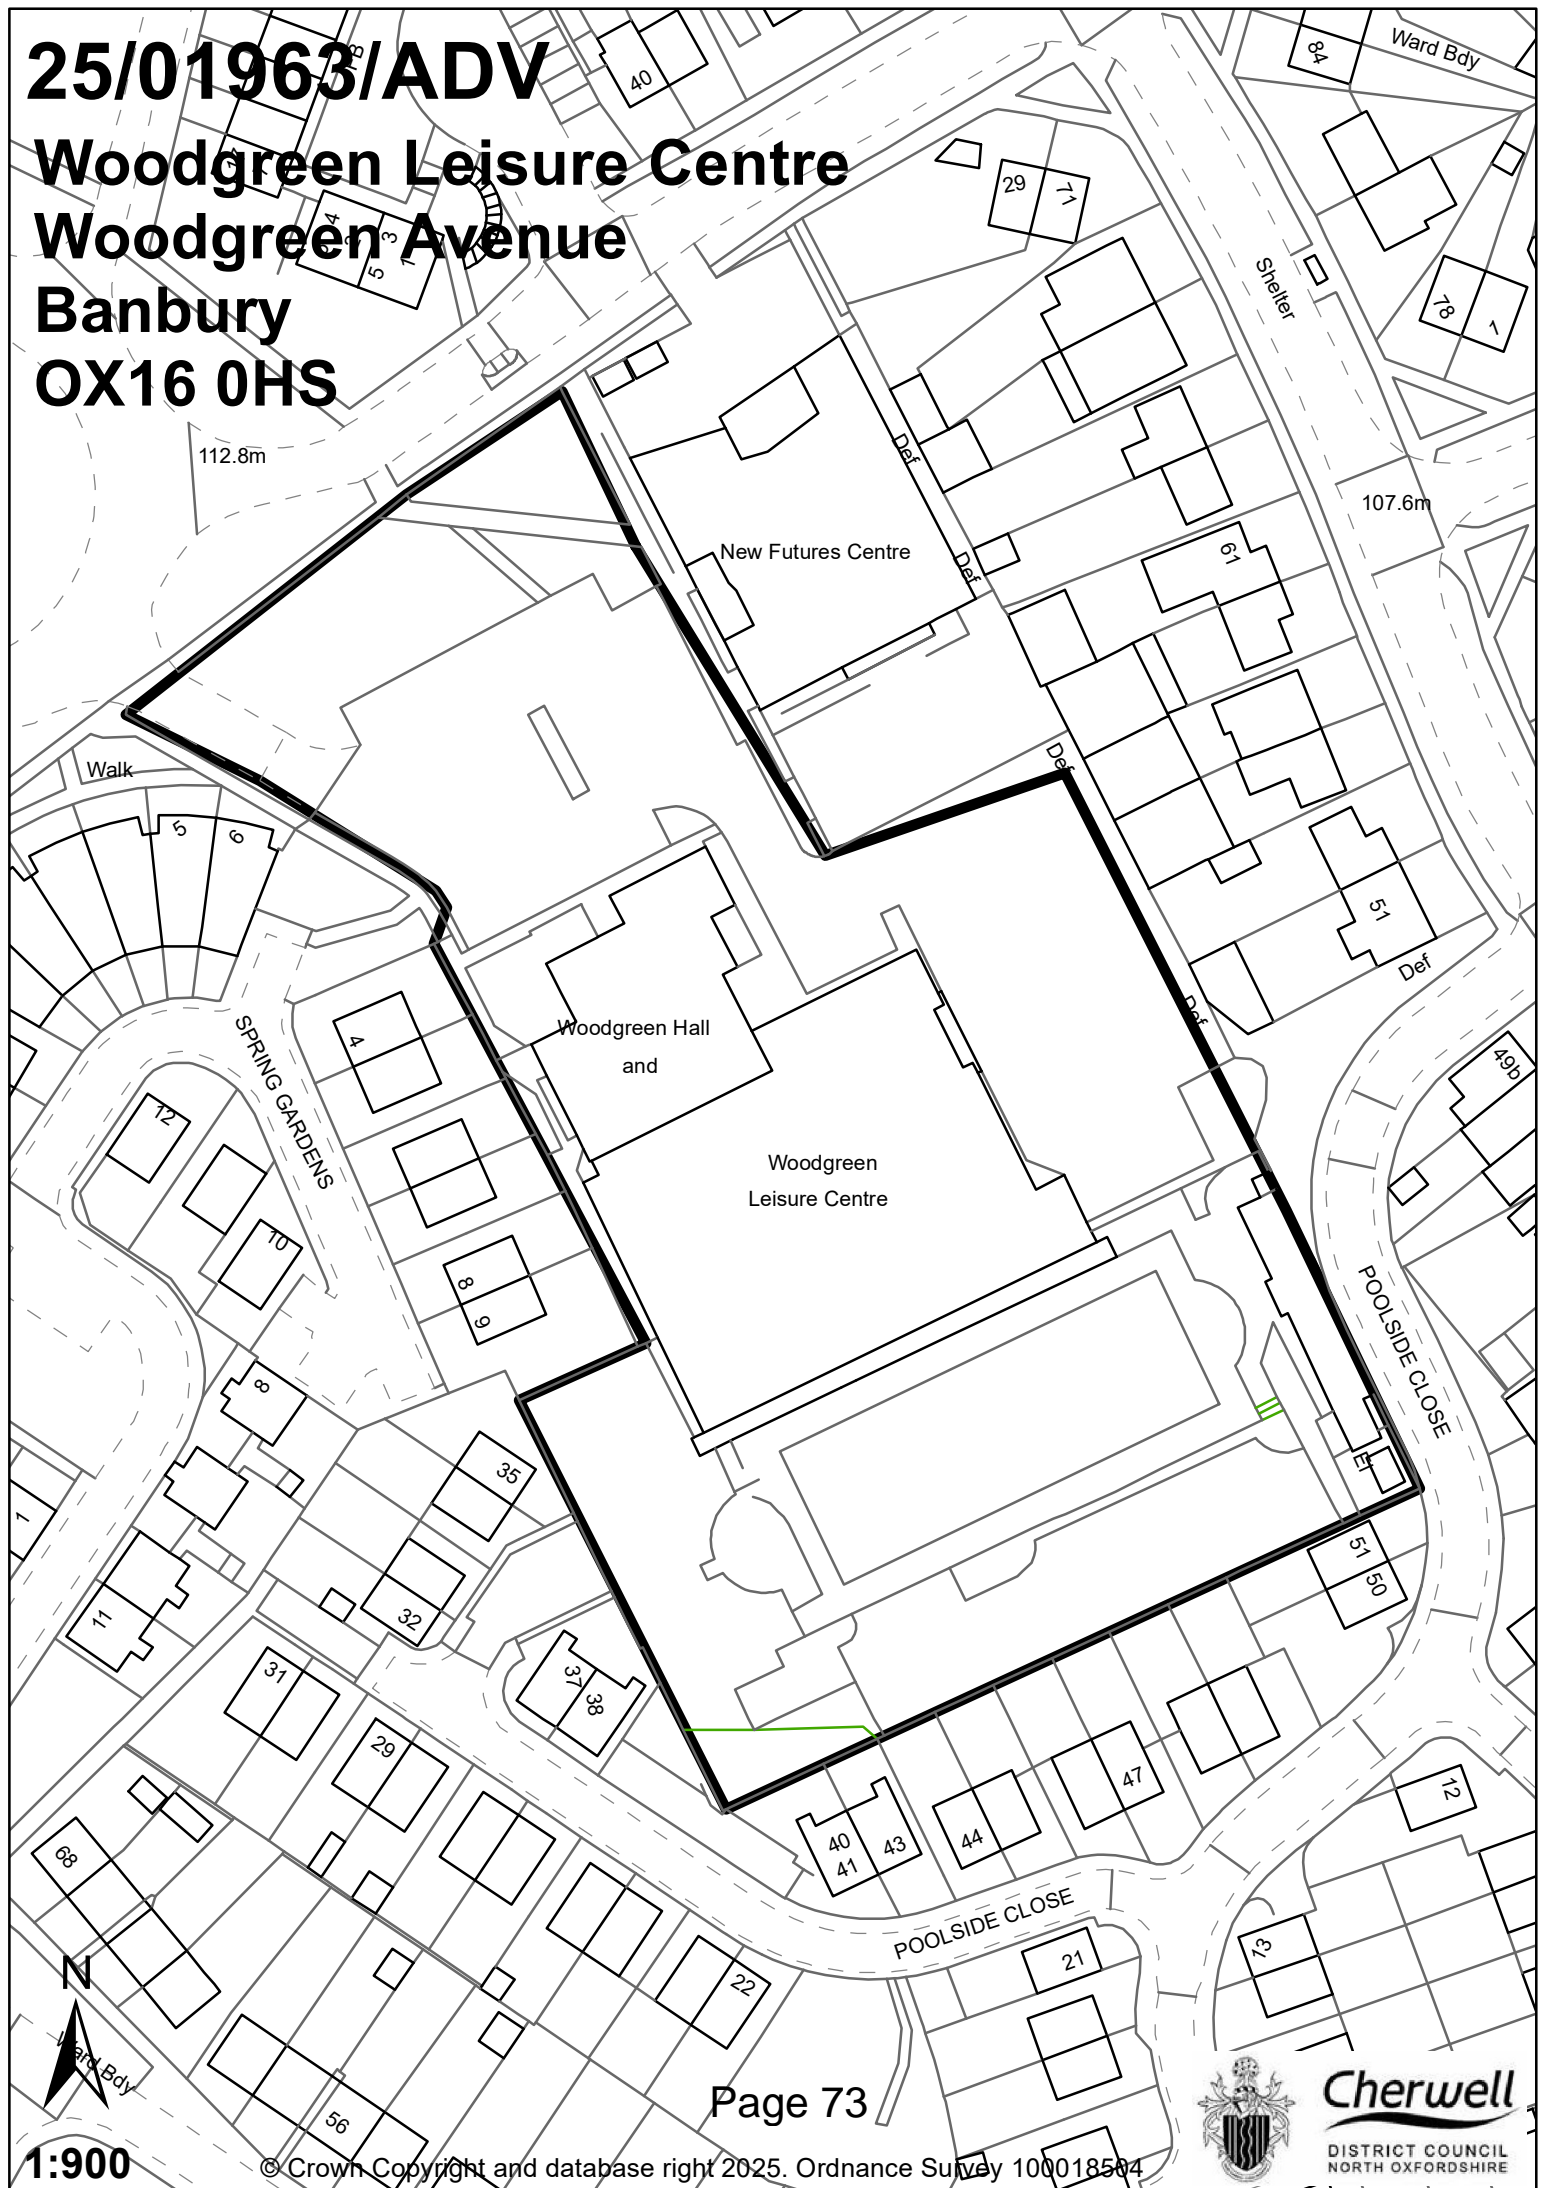 25/01963/ADV
Woodgreen Leisure Centre
Woodgreen Avenue
Banbury
OX16 0HS
40
84
Ward Bdy
29
71
Shelter
78
1
5
3
1
112.8m
Def
107.6m
New Futures Centre
Def
61
Walk
Def
5
6
51
Def
Def
SPRING GARDENS
4
Woodgreen Hall
and
49b
12
Woodgreen
Leisure Centre
10
8
9
POOLSIDE CLOSE
8
35
El
1
51
50
32
11
31
37
38
29
47
12
44
40
41
43
68
POOLSIDE CLOSE
21
13
22
N
Ward Bdy
56
Page 73
1:900
© Crown Copyright and database right 2025. Ordnance Survey 100018504
Cherwell
DISTRICT COUNCIL
NORTH OXFORDSHIRE